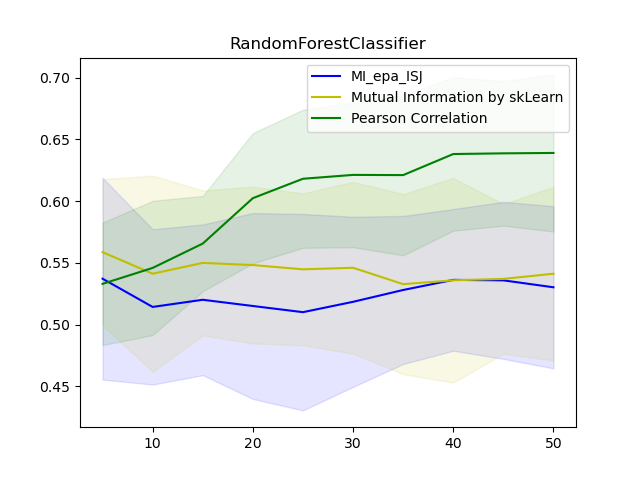 RandomForestClassifier
MI_epa_ISJ
Mutual Information by skLearn
Pearson Correlation
0.70
0.65
0.60
0.55
0.50
0.45
10 20 30 40 50